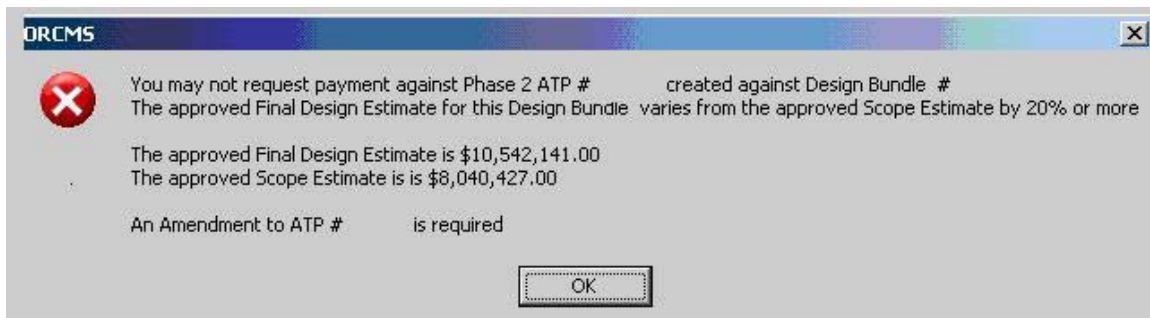 ORCMS
You may not request payment against Phase 2 ATP # created against Design Bundle #
The approved Final Design Estimate for this Design Bundle varies from the approved Scope Estimate by 20% or more
The approved Final Design Estimate is $10,542,141.00
The approved Scope Estimate is is $8,040,427.00
An Amendment to ATP # is required
OK